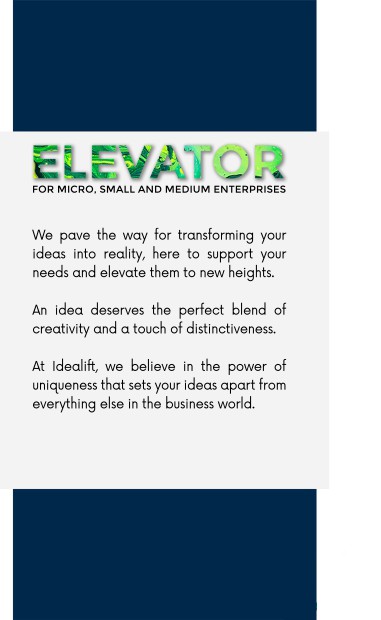 ELEVATOR
FOR MICRO, SMALL AND MEDIUM ENTERPRISES
We pave the way for transforming your
ideas into reality, here to support your
needs and elevate them to new heights.
An idea deserves the perfect blend of
creativity and a touch of distinctiveness.
At Idealift, we believe in the power of
uniqueness that sets your ideas apart from
everything else in the business world.